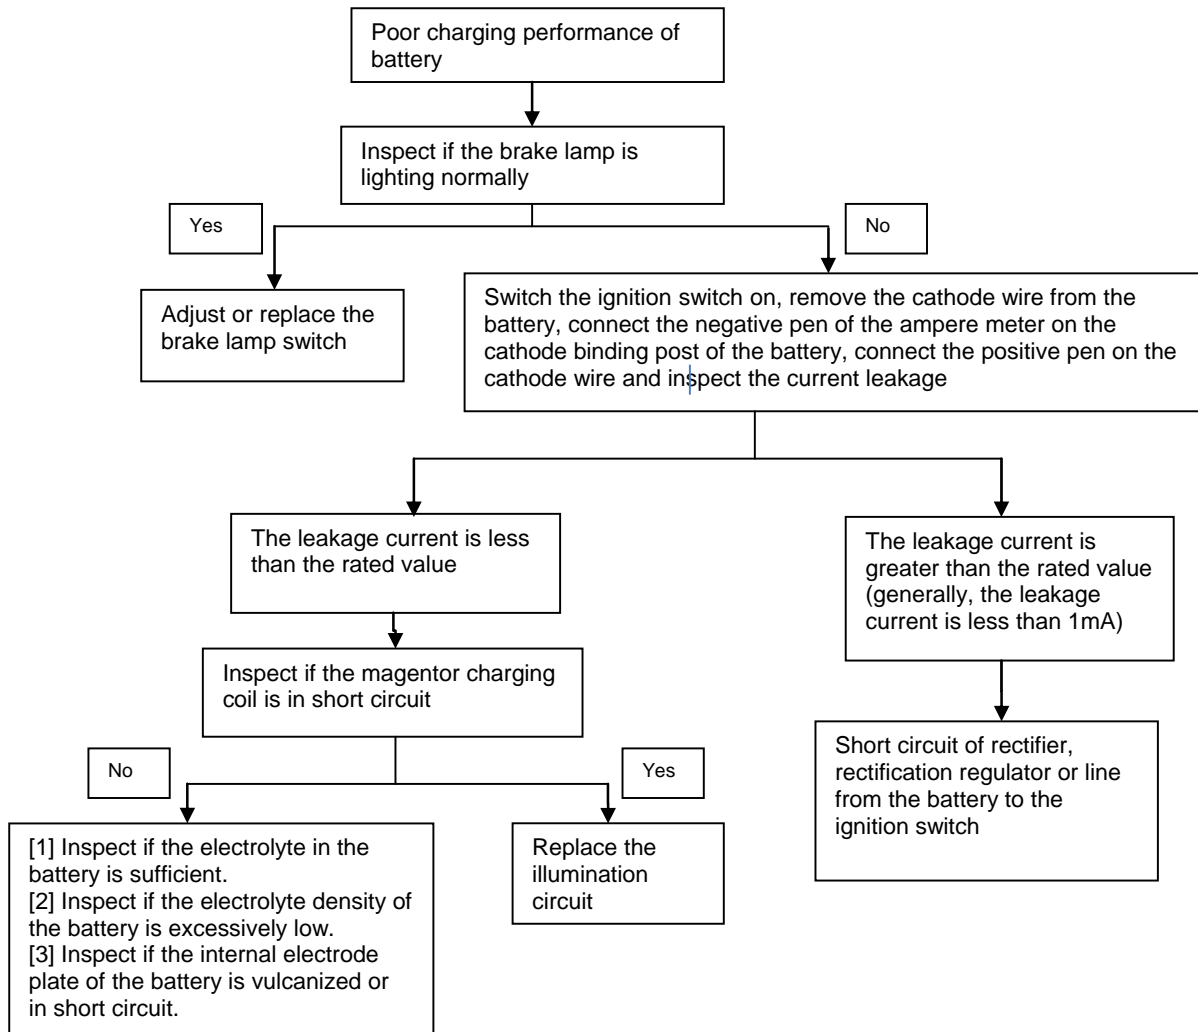 Poor charging performance of
battery
Inspect if the brake lamp is
lighting normally
Yes
No
Adjust or replace the
brake lamp switch
Switch the ignition switch on, remove the cathode wire from the
battery, connect the negative pen of the ampere meter on the
cathode binding post of the battery, connect the positive pen on the
cathode wire and inspect the current leakage
The leakage current is less
than the rated value
The leakage current is
greater than the rated value
(generally, the leakage
current is less than 1mA)
Inspect if the magentor charging
coil is in short circuit
No
Yes
Short circuit of rectifier,
rectification regulator or line
from the battery to the
ignition switch
[1] Inspect if the electrolyte in the
battery is sufficient.
[2] Inspect if the electrolyte density of
the battery is excessively low.
[3] Inspect if the internal electrode
plate of the battery is vulcanized or
in short circuit.
Replace the
illumination
circuit